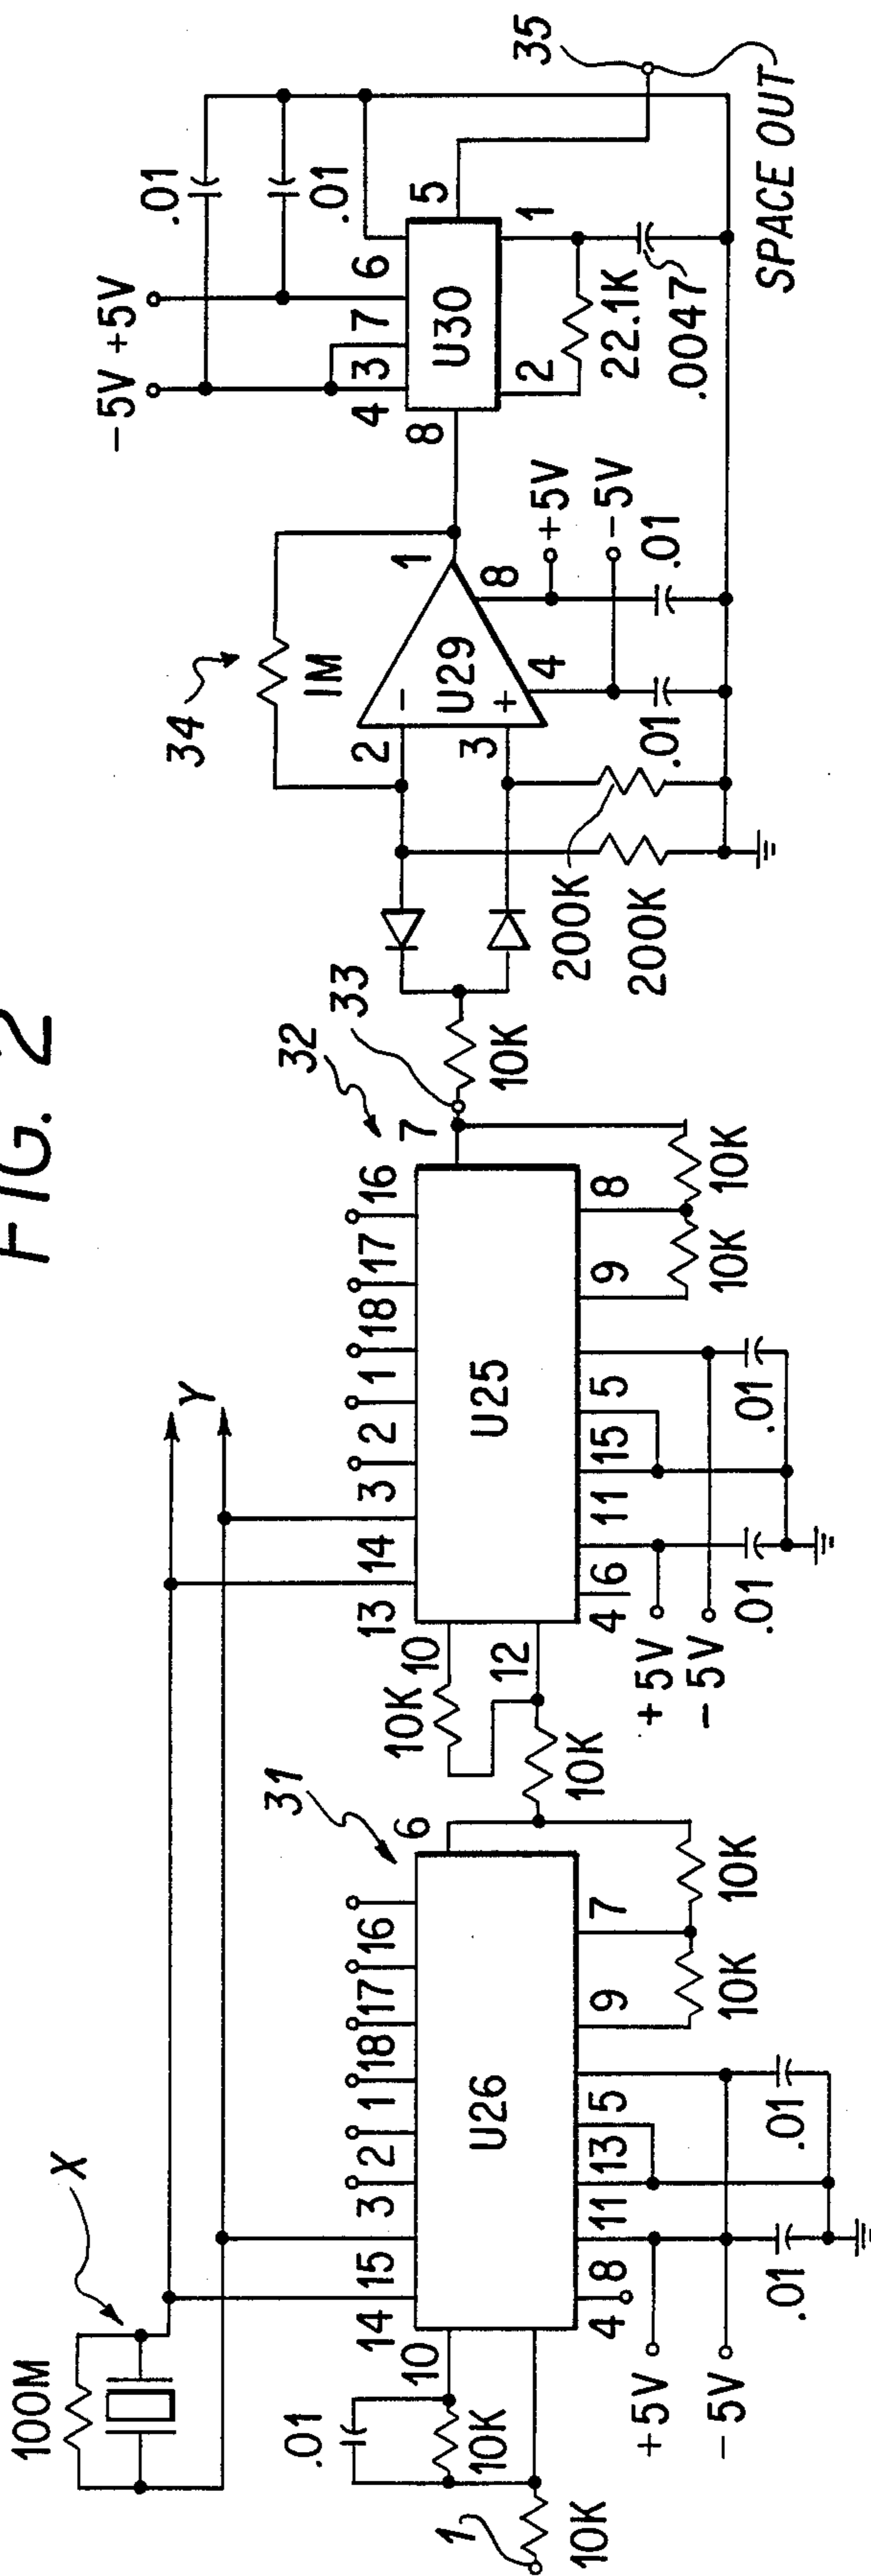 FIG. 2
100M
X
Y
.01
10
10K
1
10K
14
15
3
2
1
18
17
16
31
6
U26
4
8
11
13
5
9
7
+5V
-5V
.01
.01
10K
10K
10K
10K
10
12
13
14
3
2
1
18
17
16
32
7
33
U25
4
6
11
15
5
9
8
+5V
-5V
.01
.01
10K
10K
10K
200K
200K
34
1M
2
3
-
+
U29
1
8
4
+5V
-5V
.01
.01
-5V +5V
.01
.01
8
4
3
7
6
5
U30
2
1
22.1K
.0047
35
SPACE OUT